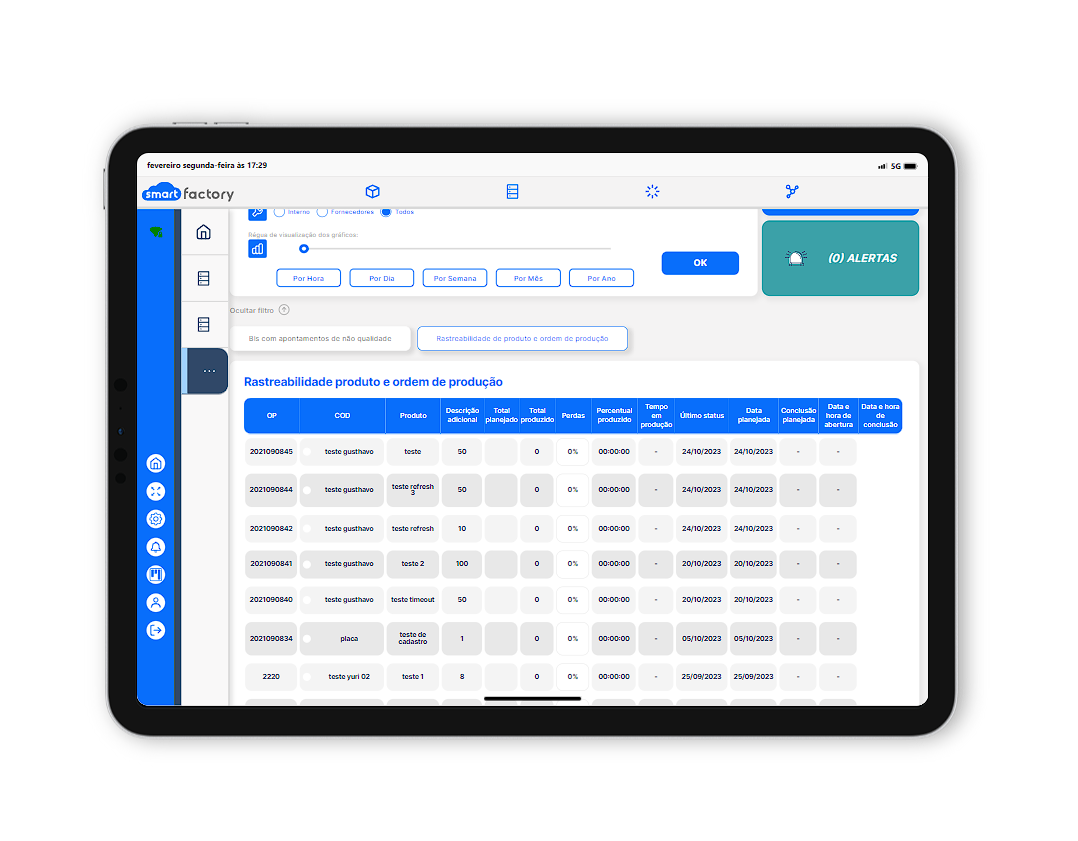 fevereiro segunda-feira às 17:29
5G
smart factory
Interno Fornecedores Todos
Régua de visualização dos gráficos:
Por Hora Por Dia Por Semana Por Mês Por Ano
OK
(0) ALERTAS
Ocultar filtro
BIs com apontamentos de não qualidade
Rastreabilidade de produto e ordem de produção
...
Rastreabilidade produto e ordem de produção
OP COD Produto Descrição adicional Total planejado Total produzido Perdas Percentual produzido Tempo em produção Último status Data planejada Conclusão planejada Data e hora de abertura Data e hora de conclusão
2021090845 teste gusthavo teste 50 0 0% 00:00:00 - 24/10/2023 24/10/2023 - -
2021090844 teste gusthavo teste refresh 3 50 0 0% 00:00:00 - 24/10/2023 24/10/2023 - -
2021090842 teste gusthavo teste refresh 10 0 0% 00:00:00 - 24/10/2023 24/10/2023 - -
2021090841 teste gusthavo teste 2 100 0 0% 00:00:00 - 20/10/2023 20/10/2023 - -
2021090840 teste gusthavo teste timeout 50 0 0% 00:00:00 - 20/10/2023 20/10/2023 - -
2021090834 placa teste de cadastro 1 0 0% 00:00:00 - 05/10/2023 05/10/2023 - -
2220 teste yuri 02 teste 1 8 0 0% 00:00:00 - 25/09/2023 25/09/2023 - -